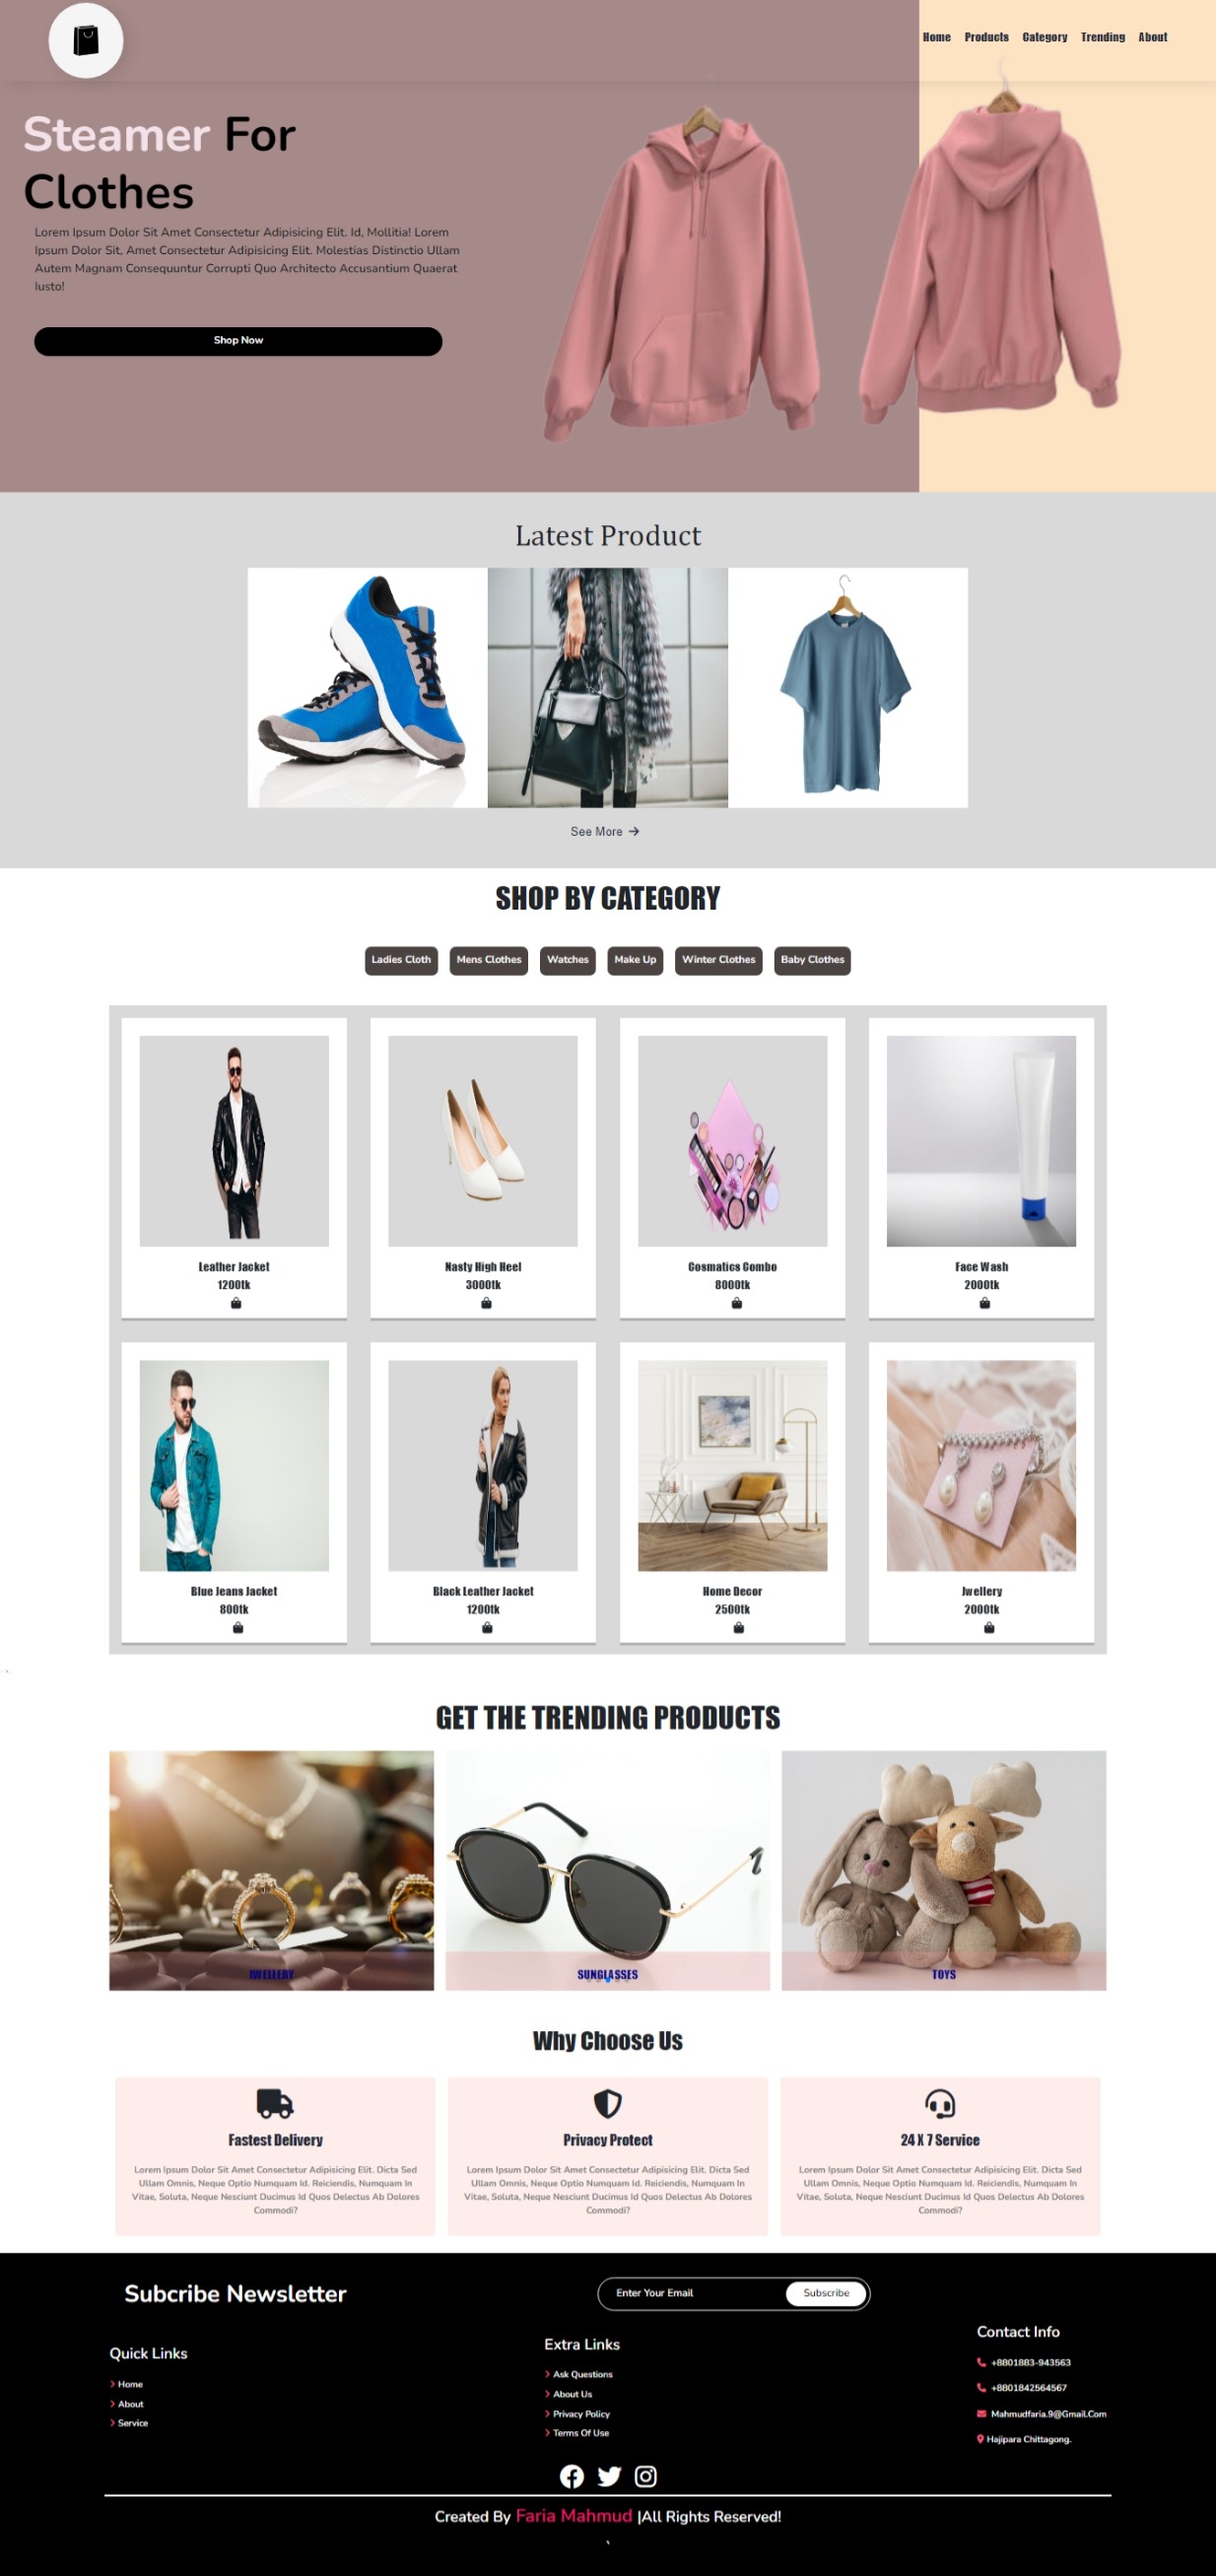 Home Products Category Trending About
Steamer For
Clothes
Lorem Ipsum Dolor Sit Amet Consectetur Adipisicing Elit. Id, Mollitia! Lorem
Ipsum Dolor Sit, Amet Consectetur Adipisicing Elit. Molestias Distinctio Ullam
Autem Magnam Consequuntur Corrupti Quo Architecto Accusantium Quaerat
Iusto!
Shop Now
Latest Product
See More →
SHOP BY CATEGORY
Ladies Cloth Mens Clothes Watches Make Up Winter Clothes Baby Clothes
Leather Jacket
1200tk
Nasty High Heel
3000tk
Cosmatics Combo
8000tk
Face Wash
2000tk
Blue Jeans Jacket
800tk
Black Leather Jacket
1200tk
Home Decor
2500tk
Jwellery
2000tk
GET THE TRENDING PRODUCTS
JWELLERY
SUNGLASSES
TOYS
Why Choose Us
Fastest Delivery
Lorem Ipsum Dolor Sit Amet Consectetur Adipisicing Elit. Dicta Sed
Ullam Omnis, Neque Optio Numquam Id. Reiciendis, Numquam In
Vitae, Soluta, Neque Nesciunt Ducimus Id Quos Delectus Ab Dolores
Commodi?
Privacy Protect
Lorem Ipsum Dolor Sit Amet Consectetur Adipisicing Elit. Dicta Sed
Ullam Omnis, Neque Optio Numquam Id. Reiciendis, Numquam In
Vitae, Soluta, Neque Nesciunt Ducimus Id Quos Delectus Ab Dolores
Commodi?
24 X 7 Service
Lorem Ipsum Dolor Sit Amet Consectetur Adipisicing Elit. Dicta Sed
Ullam Omnis, Neque Optio Numquam Id. Reiciendis, Numquam In
Vitae, Soluta, Neque Nesciunt Ducimus Id Quos Delectus Ab Dolores
Commodi?
Subcribe Newsletter
Enter Your Email
Subscribe
Quick Links
Home
About
Service
Extra Links
Ask Questions
About Us
Privacy Policy
Terms Of Use
Contact Info
+8801883-943563
+8801842564567
Mahmudfaria.9@Gmail.Com
Hajipara Chittagong.
Created By Faria Mahmud |All Rights Reserved!